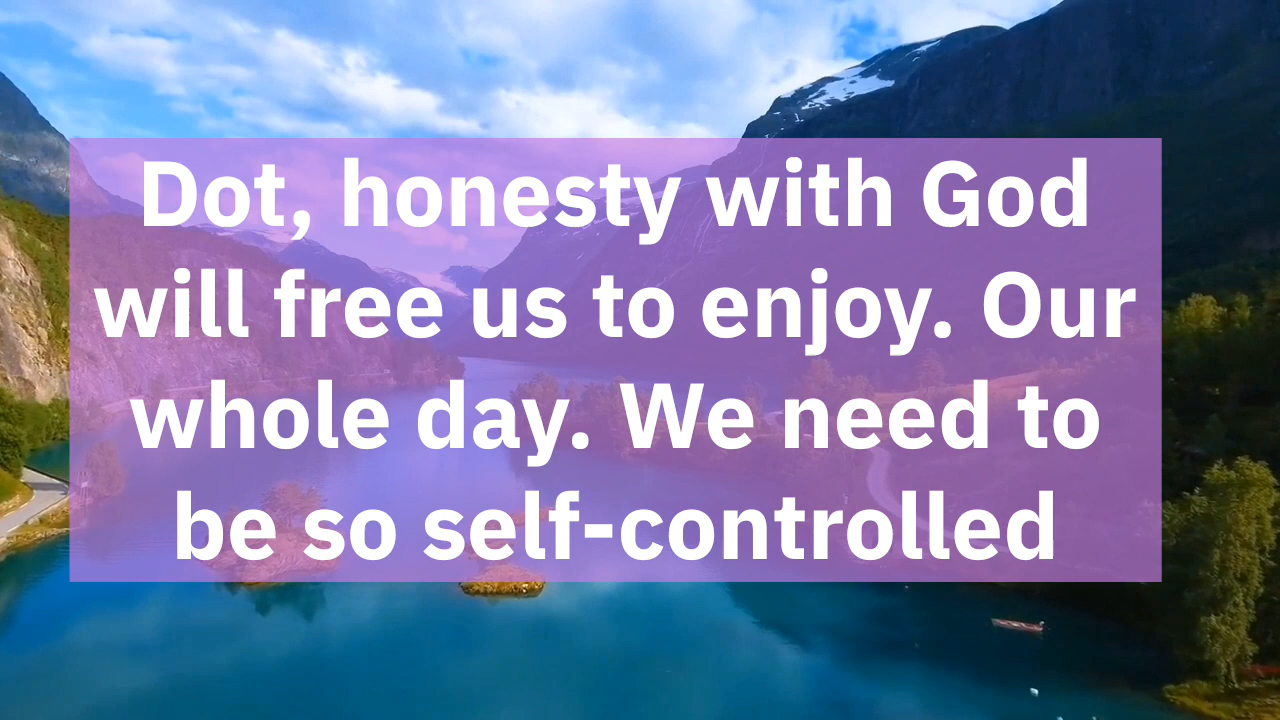 Dot, honesty with God
will free us to enjoy. Our
whole day. We need to
be so self-controlled